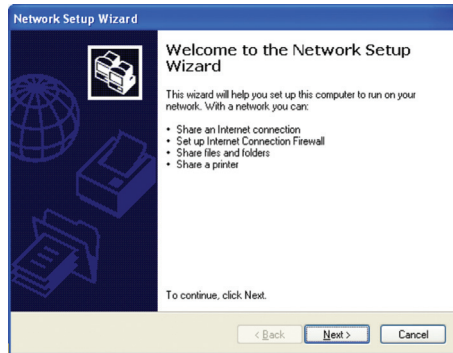 Network Setup Wizard
Welcome to the Network Setup
Wizard
This wizard will help you set up this computer to run on your
network. With a network you can:
• Share an Internet connection
• Set up Internet Connection Firewall
• Share files and folders
• Share a printer
To continue, click Next.
< Back Next > Cancel